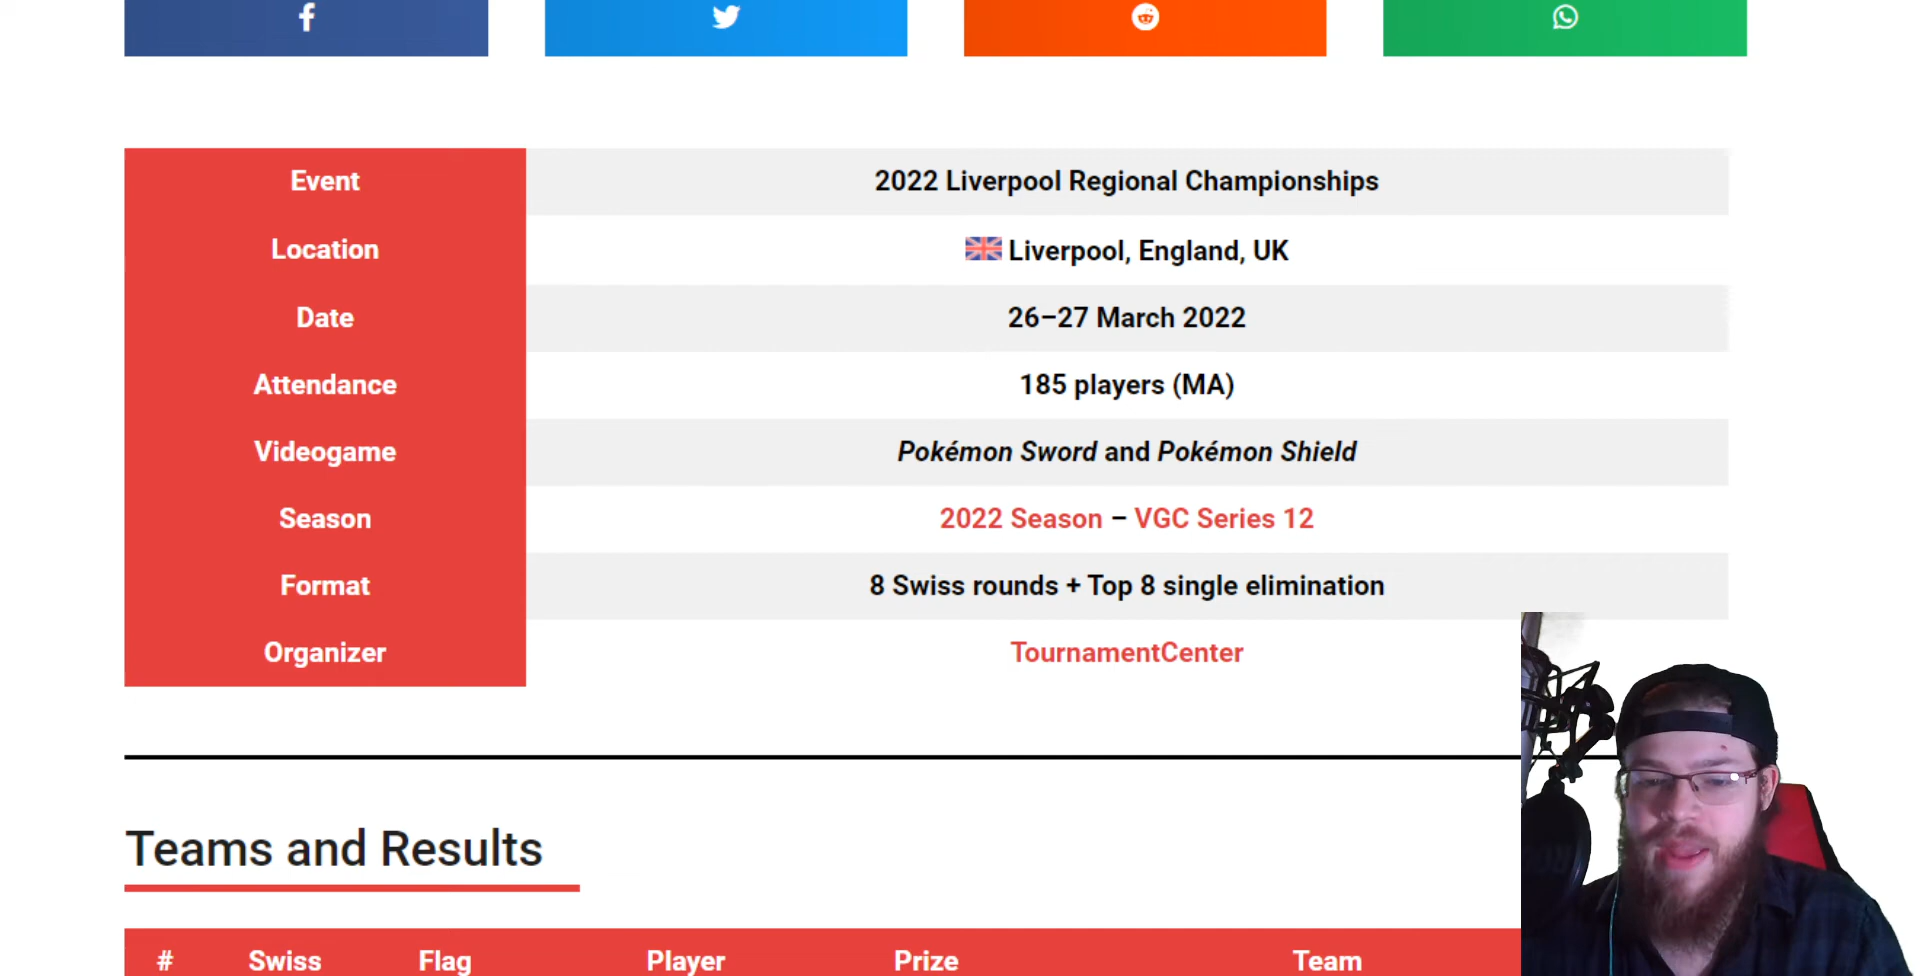 Event 2022 Liverpool Regional Championships
Location Liverpool, England, UK
Date 26–27 March 2022
Attendance 185 players (MA)
Videogame Pokémon Sword and Pokémon Shield
Season 2022 Season – VGC Series 12
Format 8 Swiss rounds + Top 8 single elimination
Organizer TournamentCenter
Teams and Results
# Swiss Flag Player Prize Team